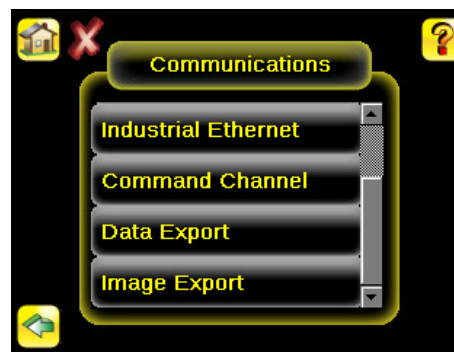 Communications
Industrial Ethernet
Command Channel
Data Export
Image Export